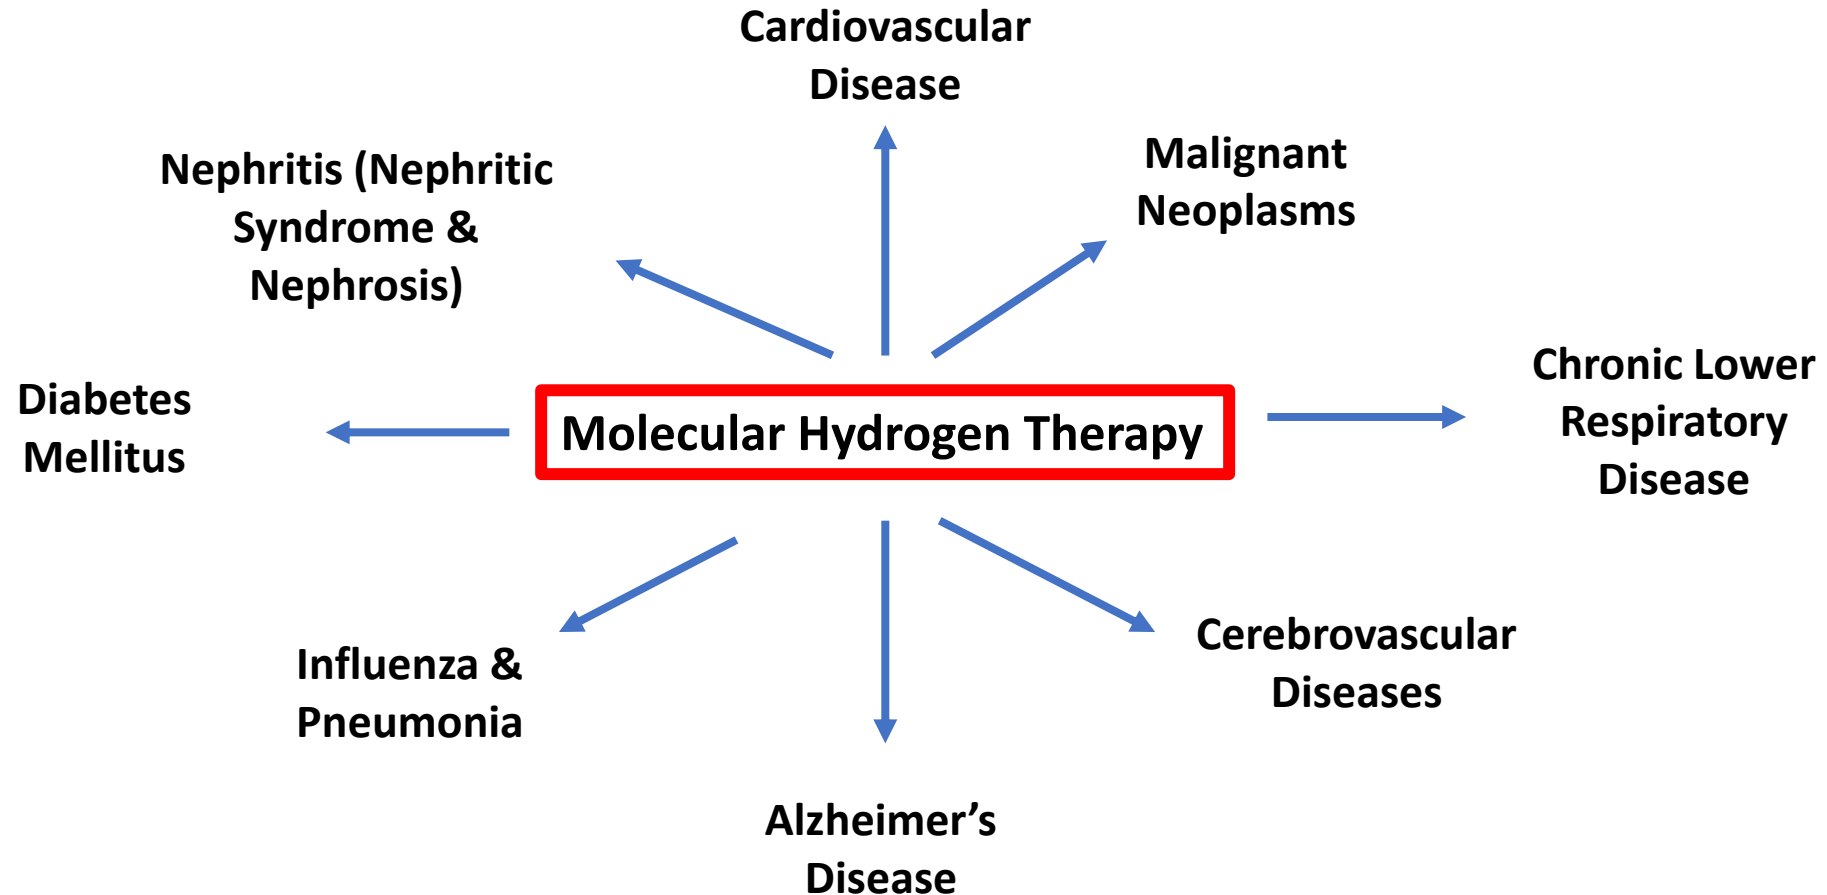 Cardiovascular
Disease
Malignant
Neoplasms
Nephritis (Nephritic
Syndrome &
Nephrosis)
Chronic Lower
Respiratory
Disease
Diabetes
Mellitus
Molecular Hydrogen Therapy
Cerebrovascular
Diseases
Influenza &
Pneumonia
Alzheimer’s
Disease